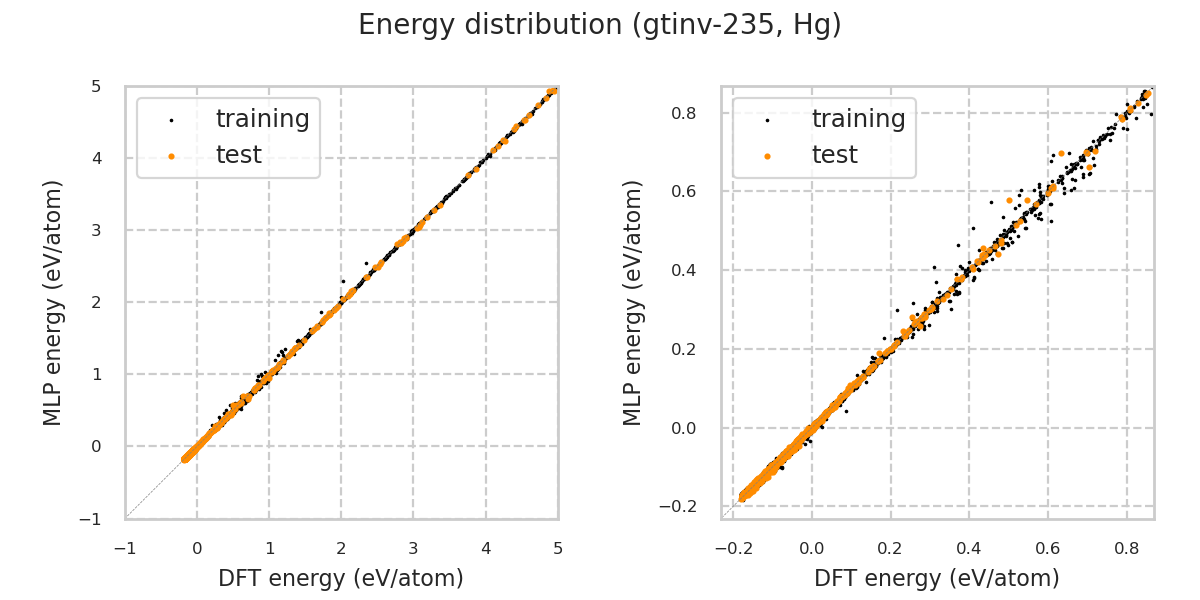 Energy distribution (gtinv-235, Hg)
5
4
3
2
1
0
−1
−1 0 1 2 3 4 5
MLP energy (eV/atom)
DFT energy (eV/atom)
training
test
0.8
0.6
0.4
0.2
0.0
−0.2
−0.2 0.0 0.2 0.4 0.6 0.8
MLP energy (eV/atom)
DFT energy (eV/atom)
training
test